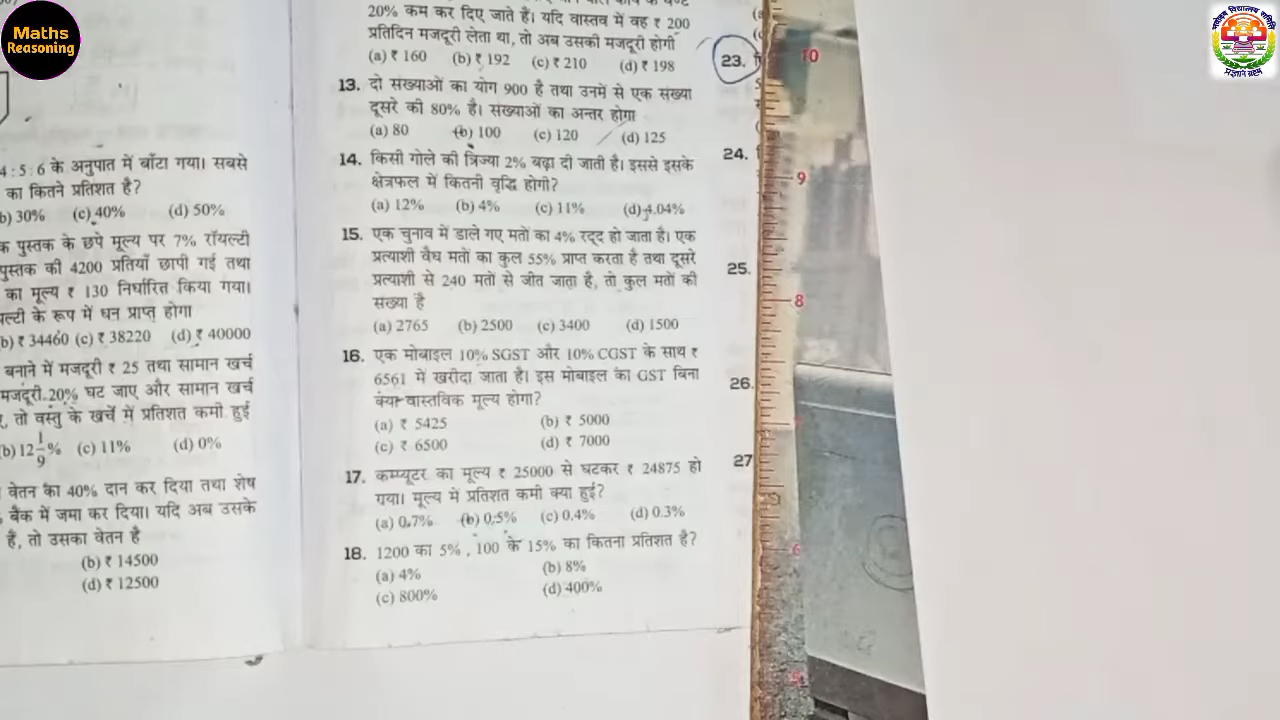 Maths
Reasoning
4 : 5 : 6 के अनुपात में बाँटा गया। सबसे
का कितने प्रतिशत है?
b) 30% (c) 40% (d) 50%
क पुस्तक के छपे मूल्य पर 7% रॉयल्टी
पुस्तक की 4200 प्रतियाँ छापी गई तथा
का मूल्य ₹ 130 निर्धारित किया गया।
ल्टी के रूप में धन प्राप्त होगा
b) ₹ 34460 (c) ₹ 38220 (d) ₹ 40000
बनाने में मजदूरी ₹ 25 तथा सामान खर्च
मजदूरी 20% घट जाए और सामान खर्च
तो वस्तु के खर्चे में प्रतिशत कमी हुई
(b) 12 1/9 % (c) 11% (d) 0%
वेतन का 40% दान कर दिया तथा शेष
बैंक में जमा कर दिया। यदि अब उसके
हैं, तो उसका वेतन है
(b) ₹ 14500
(d) ₹ 12500
20% कम कर दिए जाते हैं। यदि वास्तव में वह ₹ 200
प्रतिदिन मजदूरी लेता था, तो अब उसकी मजदूरी होगी
(a) ₹ 160 (b) ₹ 192 (c) ₹ 210 (d) ₹ 198
13. दो संख्याओं का योग 900 है तथा उनमें से एक संख्या
दूसरे की 80% है। संख्याओं का अन्तर होगा
(a) 80 (b) 100 (c) 120 (d) 125
14. किसी गोले की त्रिज्या 2% बढ़ा दी जाती है। इससे इसके
क्षेत्रफल में कितनी वृद्धि होगी?
(a) 12% (b) 4% (c) 11% (d) 4.04%
15. एक चुनाव में डाले गए मतों का 4% रद्द हो जाता है। एक
प्रत्याशी वैध मतों का कुल 55% प्राप्त करता है तथा दूसरे
प्रत्याशी से 240 मतों से जीत जाता है, तो कुल मतों की
संख्या है
(a) 2765 (b) 2500 (c) 3400 (d) 1500
16. एक मोबाइल 10% SGST और 10% CGST के साथ ₹
6561 में खरीदा जाता है। इस मोबाइल का GST बिना
क्या वास्तविक मूल्य होगा?
(a) ₹ 5425 (b) ₹ 5000
(c) ₹ 6500 (d) ₹ 7000
17. कम्प्यूटर का मूल्य ₹ 25000 से घटकर ₹ 24875 हो
गया। मूल्य में प्रतिशत कमी क्या हुई?
(a) 0.7% (b) 0.5% (c) 0.4% (d) 0.3%
18. 1200 का 5% , 100 के 15% का कितना प्रतिशत है?
(a) 4% (b) 8%
(c) 800% (d) 400%
23.
24.
25.
26.
27
10
9
8
6